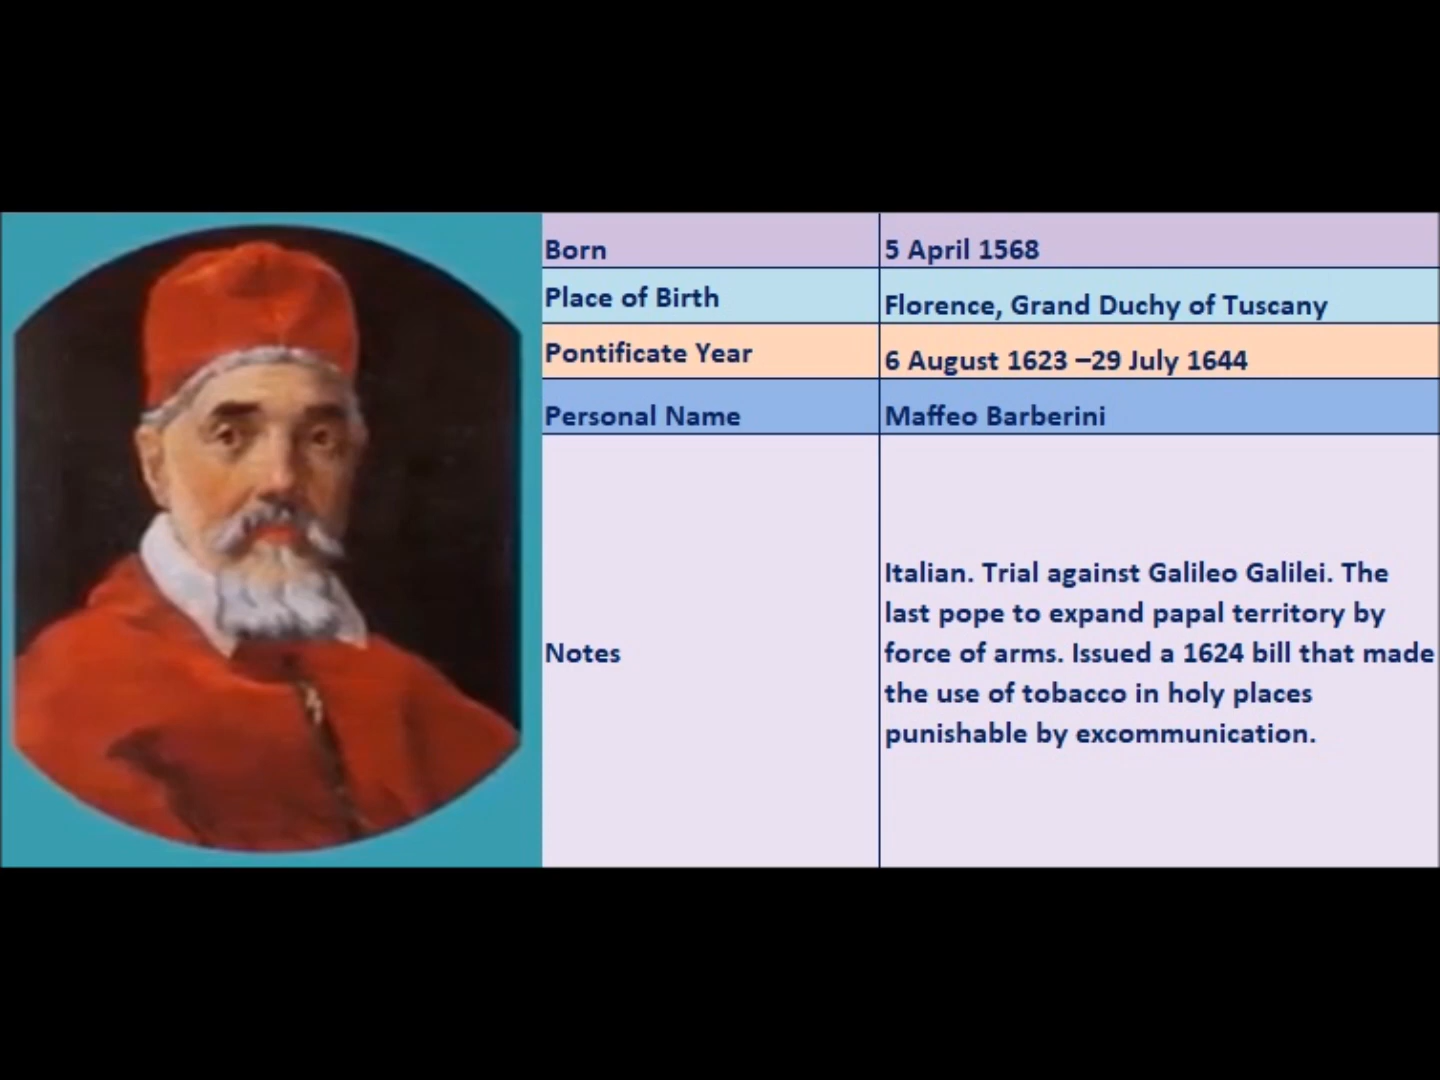 Born 5 April 1568
Place of Birth Florence, Grand Duchy of Tuscany
Pontificate Year 6 August 1623 –29 July 1644
Personal Name Maffeo Barberini
Notes
Italian. Trial against Galileo Galilei. The
last pope to expand papal territory by
force of arms. Issued a 1624 bill that made
the use of tobacco in holy places
punishable by excommunication.